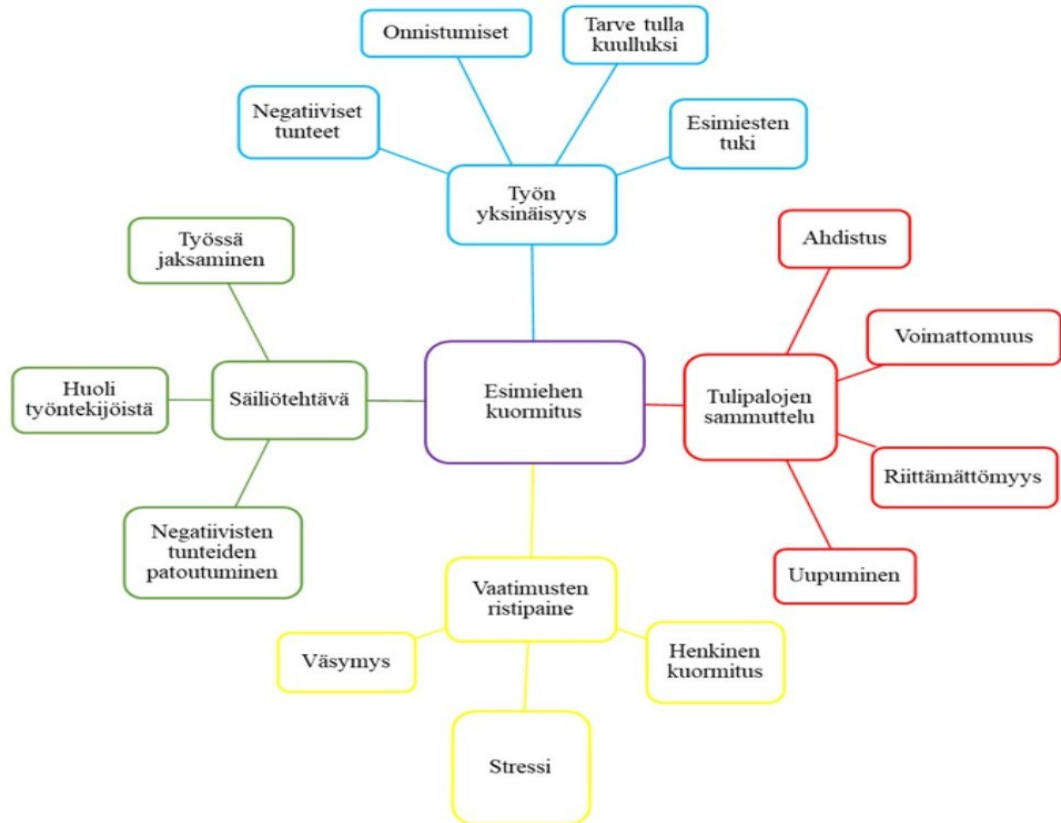 Onnistumiset
Tarve tulla
kuulluksi
Negatiiviset
tunteet
Esimiesten
tuki
Työn
yksinäisyys
Työssä
jaksaminen
Ahdistus
Huoli
työntekijöistä
Säiliötehtävä
Esimiehen
kuormitus
Tulipalojen
sammuttelu
Voimattomuus
Riittämättömyys
Negatiivisten
tunteiden
patoutuminen
Uupuminen
Vaatimusten
ristipaine
Väsymys
Henkinen
kuormitus
Stressi